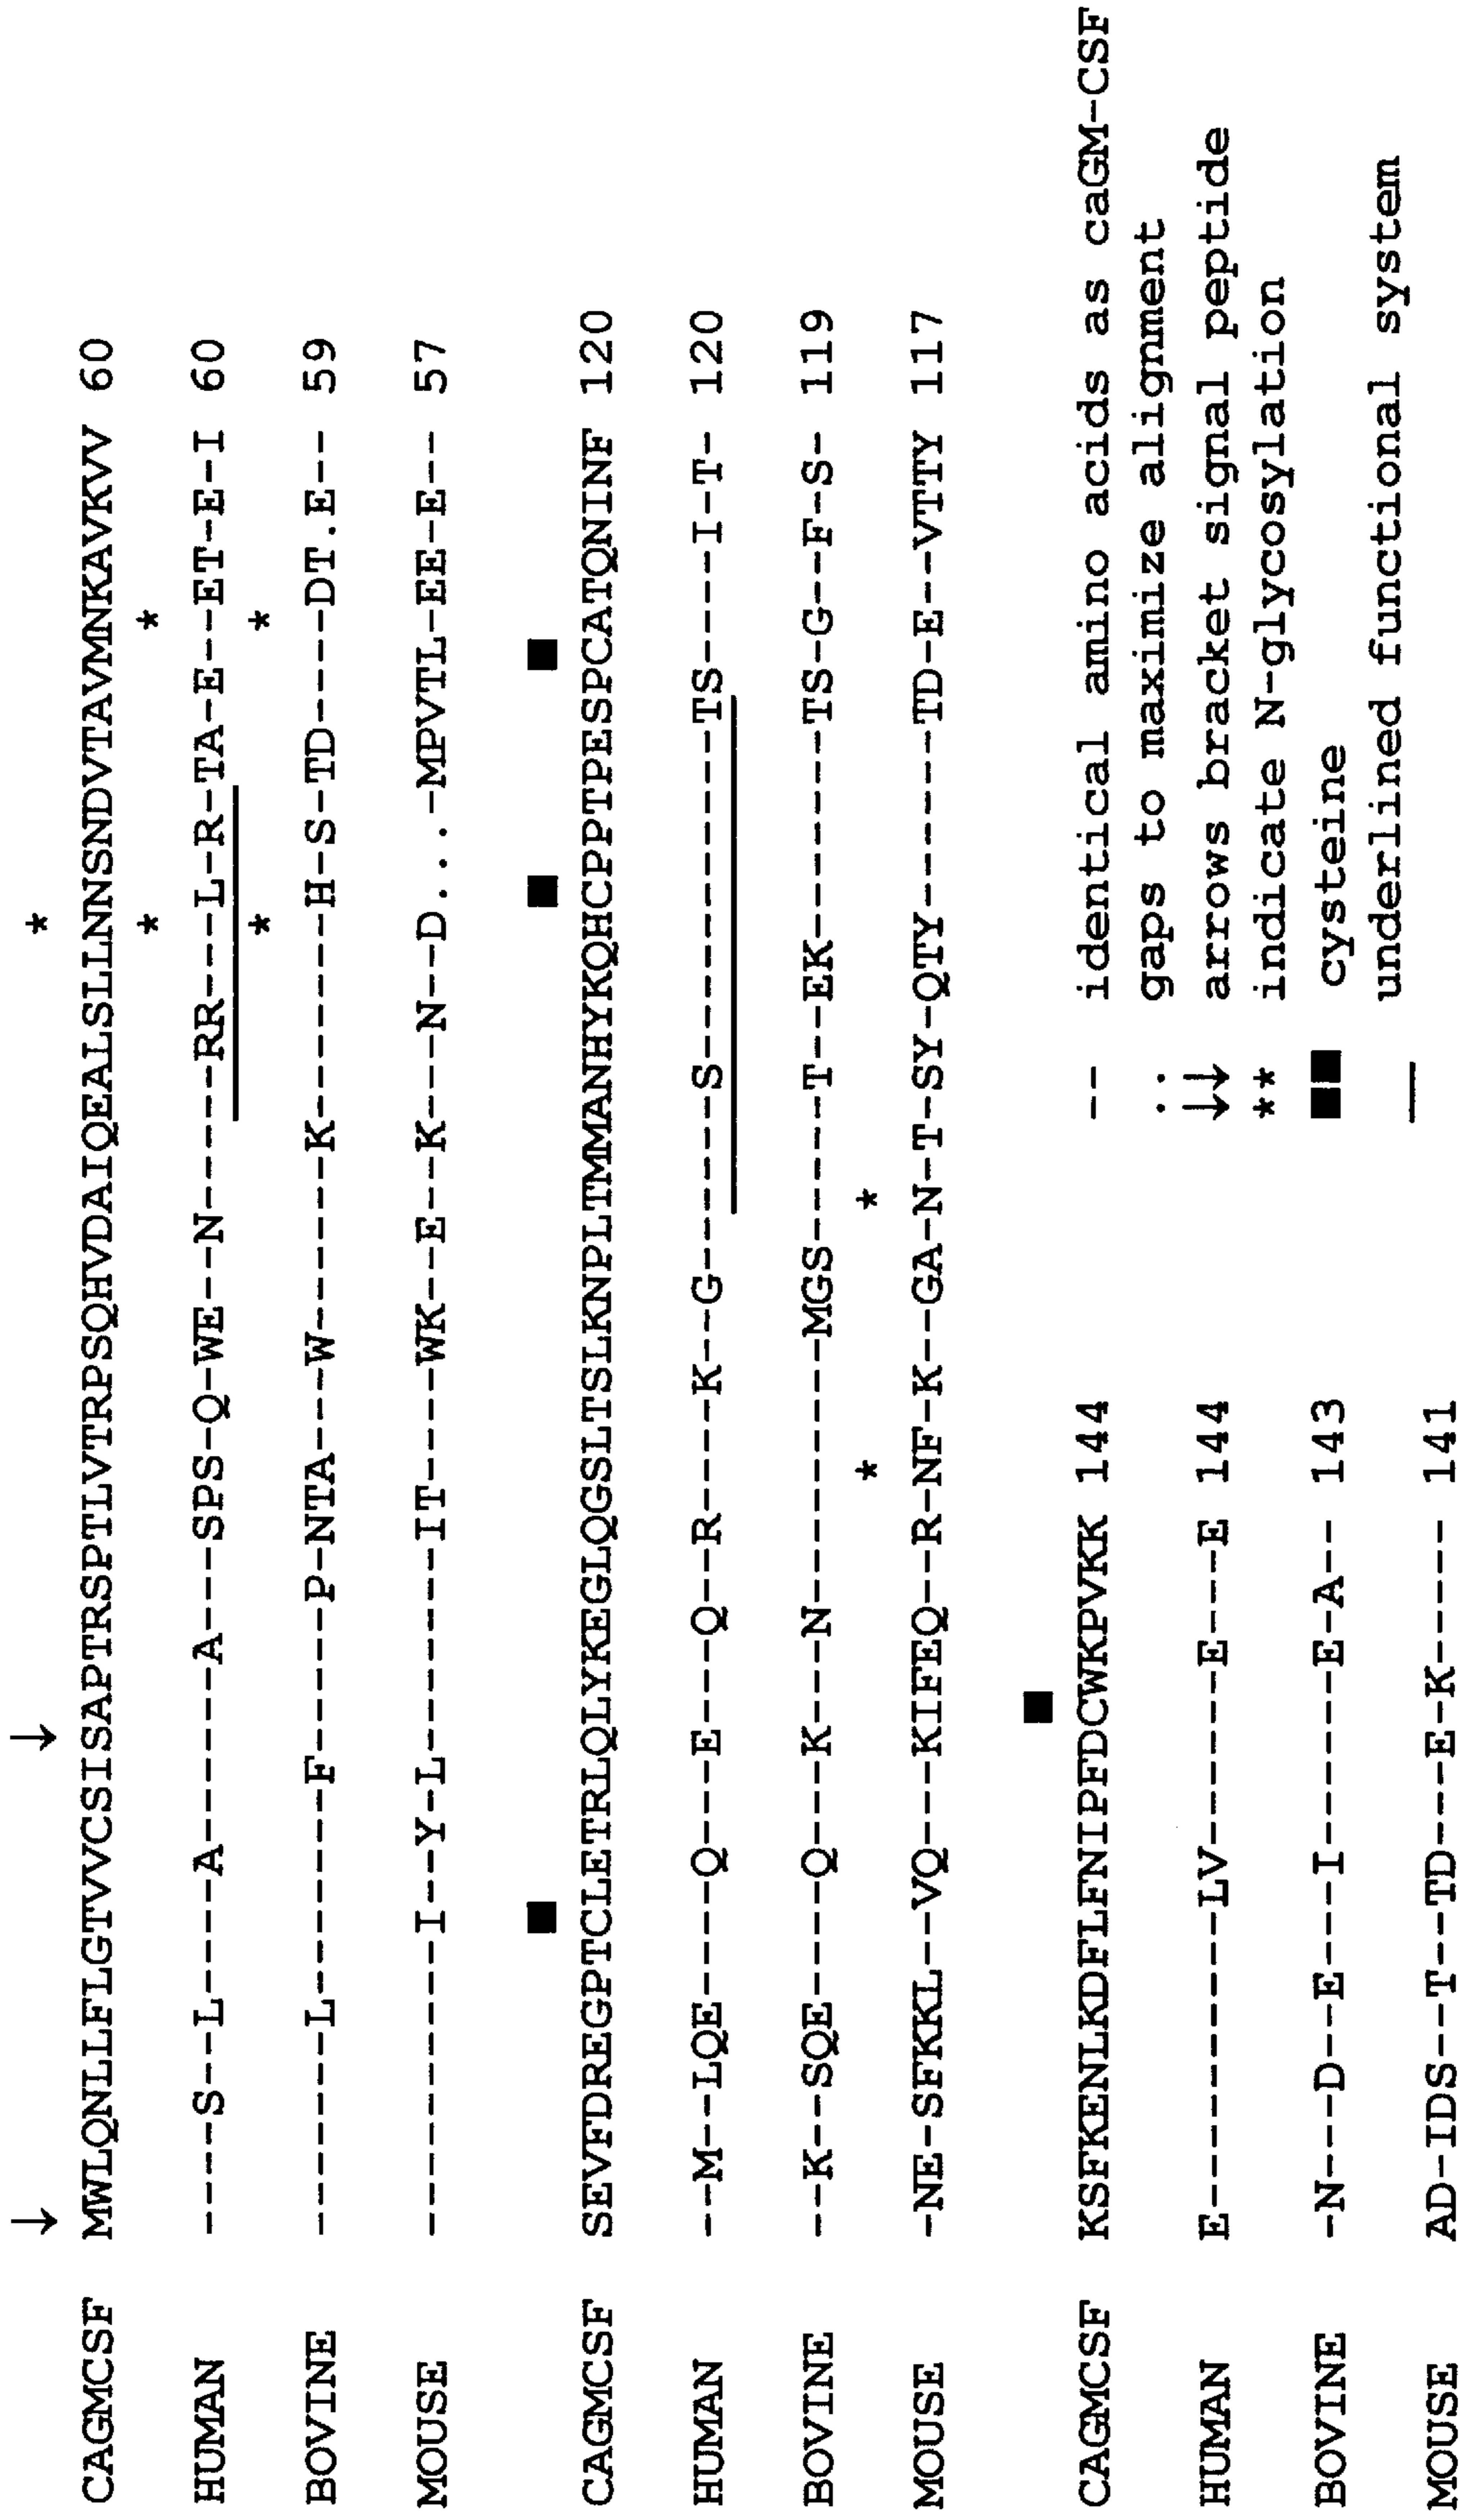 ↓ ↓ *
CAGMCSF MWLQNLLFLGTVVCSISAPTRSPTLVTRPSQHVDAIQEALSLLNNSNDVTAVMNKAVKVV 60
* *
HUMAN ----S--L----A------A---SPS-Q-WE--N-----RR---L-R-TA-E--ET-E-I 60
* *
BOVINE -------L-------F-----P-NTA---W------K-------H-S-TD----DT.E-- 59
MOUSE ----------I--Y-L-------IT----WK--E--K---N--D...-MPVTL-EE-E-- 57
■ ■ ■
CAGMCSF SEVFDREGPTCLETRLQLYKEGLQGSLTSLKNPLTMMANHYKQHCPPTPESPCATQNINF 120
HUMAN --M--LQE----Q---E---Q--R----K--G------S-----------TS----I-T- 120
BOVINE --K--SQE----Q---K---N---------MGS-----T--EK-------TS-G--F-S- 119
* *
MOUSE -NE-SFKKL--VQ---KIFEQ--R-NF-K--GA-N-T-SY-QTY------TD-E--VTTY 117
■
CAGMCSF KSFKENLKDFLFNIPFDCWKPVKK 144
HUMAN E----------LV------E---E 144
BOVINE -N---D--E---I------E-A-- 143
MOUSE AD-IDS--T--TD---E-K----- 141
-- identical amino acids as caGM-CSF
.. gaps to maximize alignment
↓↓ arrows bracket signal peptide
** indicate N-glycosylation
■■ cysteine
__ underlined functional system